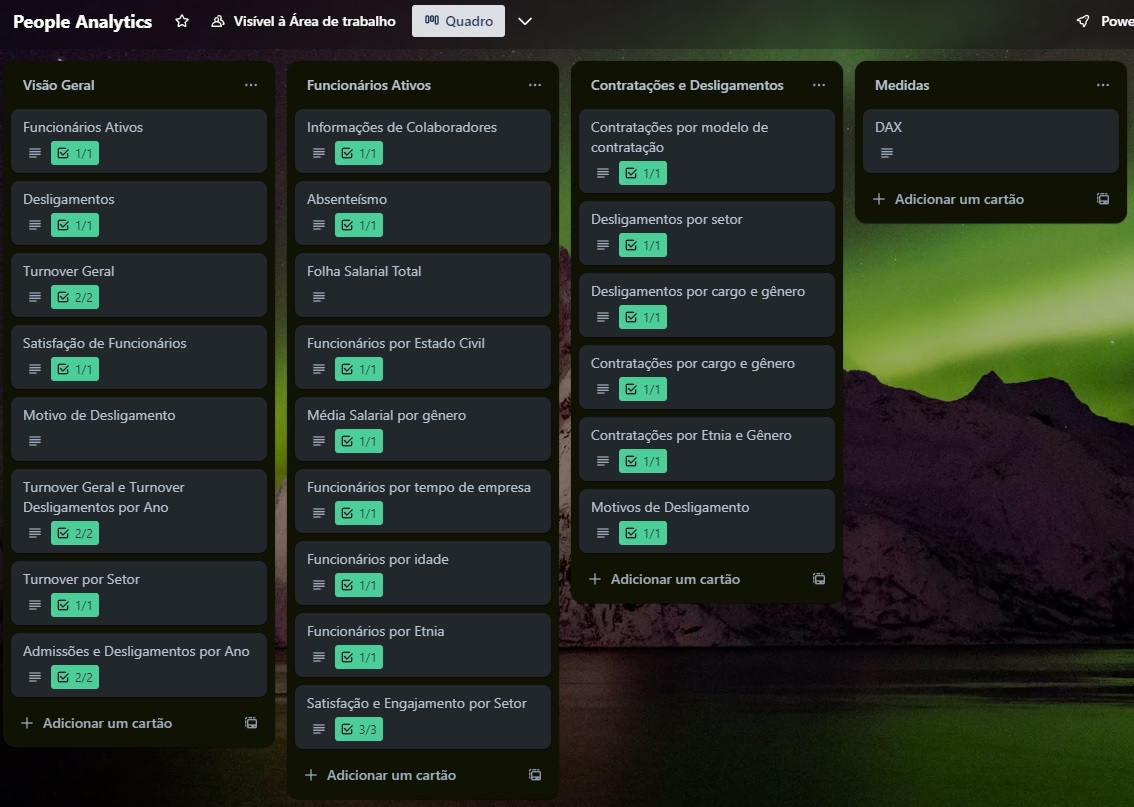 People Analytics
Visível à Área de trabalho
Quadro
Powe
Visão Geral
Funcionários Ativos
1/1
Desligamentos
1/1
Turnover Geral
2/2
Satisfação de Funcionários
1/1
Motivo de Desligamento
Turnover Geral e Turnover
Desligamentos por Ano
2/2
Turnover por Setor
1/1
Admissões e Desligamentos por Ano
2/2
Adicionar um cartão
Funcionários Ativos
Informações de Colaboradores
1/1
Absenteísmo
1/1
Folha Salarial Total
Funcionários por Estado Civil
1/1
Média Salarial por gênero
1/1
Funcionários por tempo de empresa
1/1
Funcionários por idade
1/1
Funcionários por Etnia
1/1
Satisfação e Engajamento por Setor
3/3
Adicionar um cartão
Contratações e Desligamentos
Contratações por modelo de
contratação
1/1
Desligamentos por setor
1/1
Desligamentos por cargo e gênero
1/1
Contratações por cargo e gênero
1/1
Contratações por Etnia e Gênero
1/1
Motivos de Desligamento
1/1
Adicionar um cartão
Medidas
DAX
Adicionar um cartão